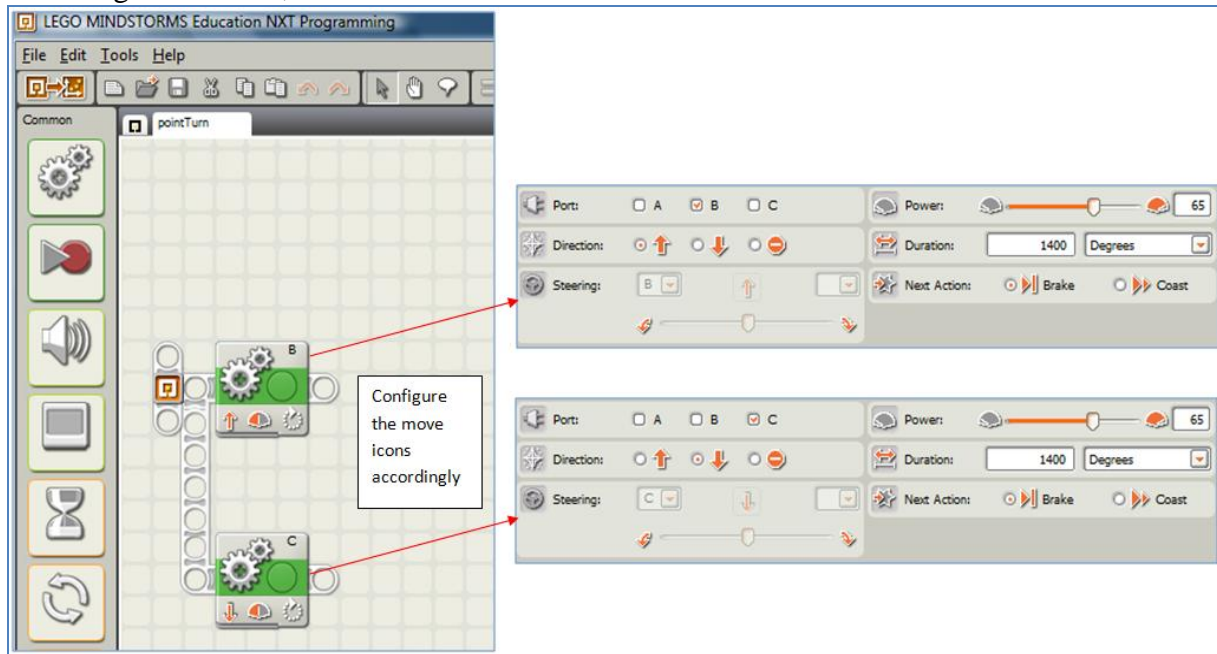 LEGO MINDSTORMS Education NXT Programming
File Edit Tools Help
Common
pointTurn
B
C
Configure
the move
icons
accordingly
Port: A B C Power: 65
Direction: Duration: 1400 Degrees
Steering: B Next Action: Brake Coast
Port: A B C Power: 65
Direction: Duration: 1400 Degrees
Steering: C Next Action: Brake Coast